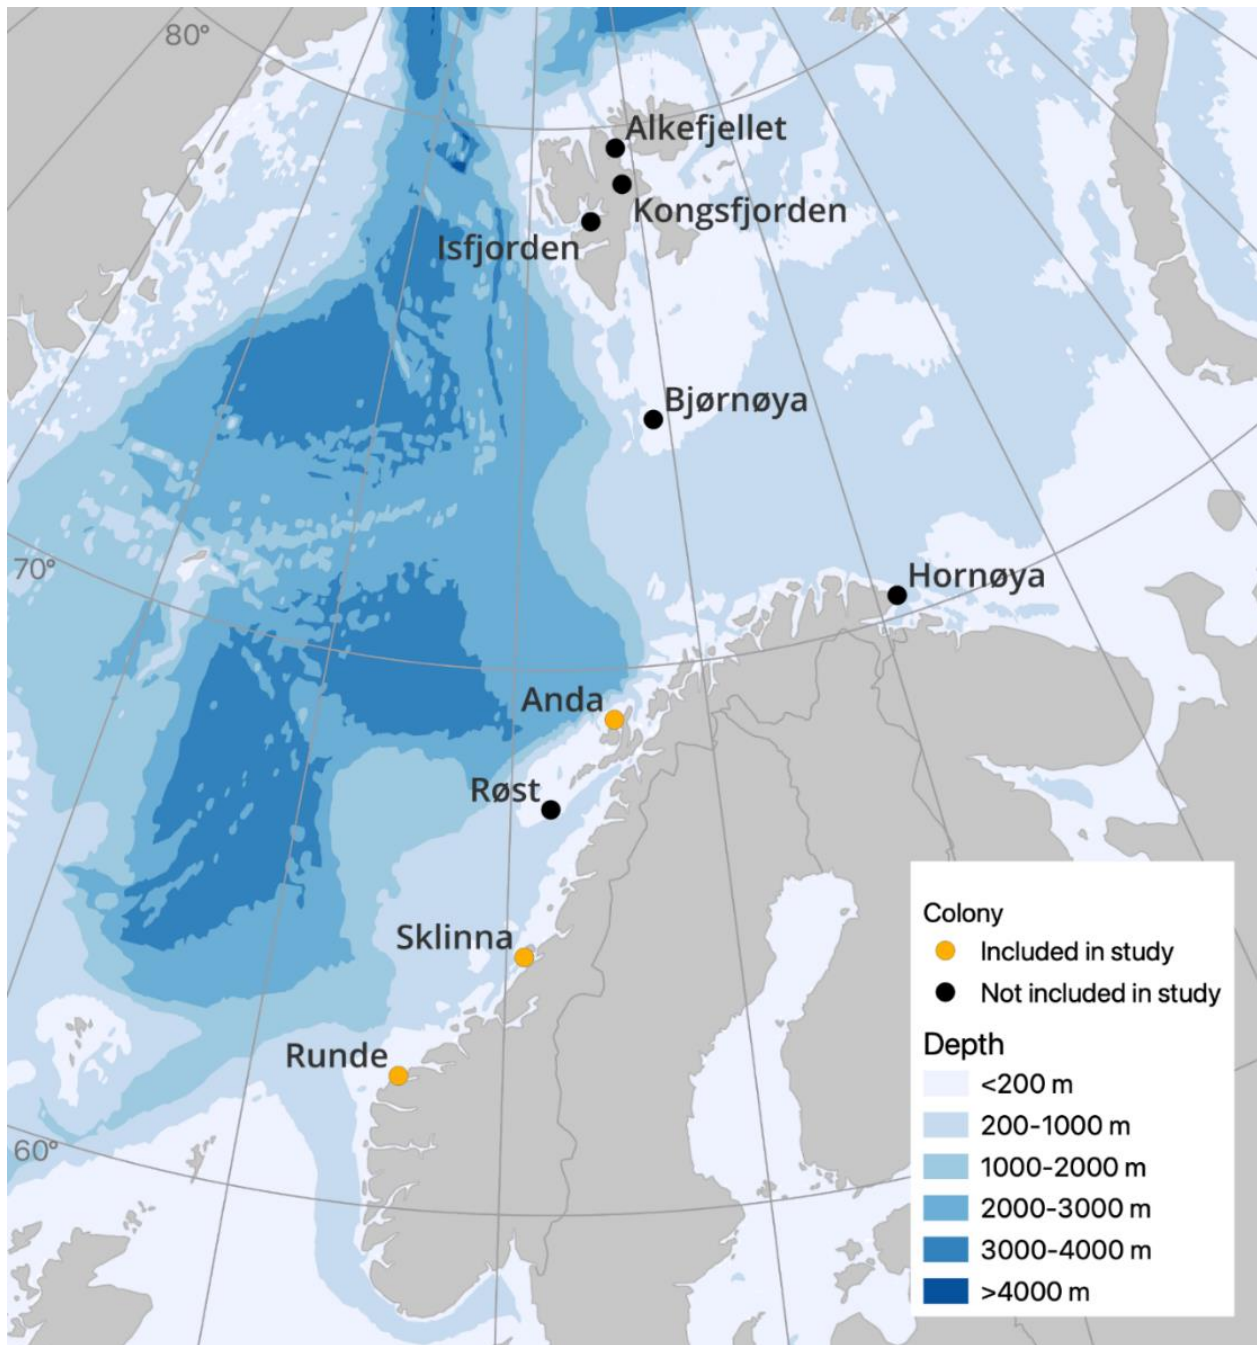 80°
Alkefjellet
Kongsfjorden
Isfjorden
Bjørnøya
70°
Hornøya
Anda
Røst
Sklinna
Runde
60°
Colony
Included in study
Not included in study
Depth
<200 m
200-1000 m
1000-2000 m
2000-3000 m
3000-4000 m
>4000 m